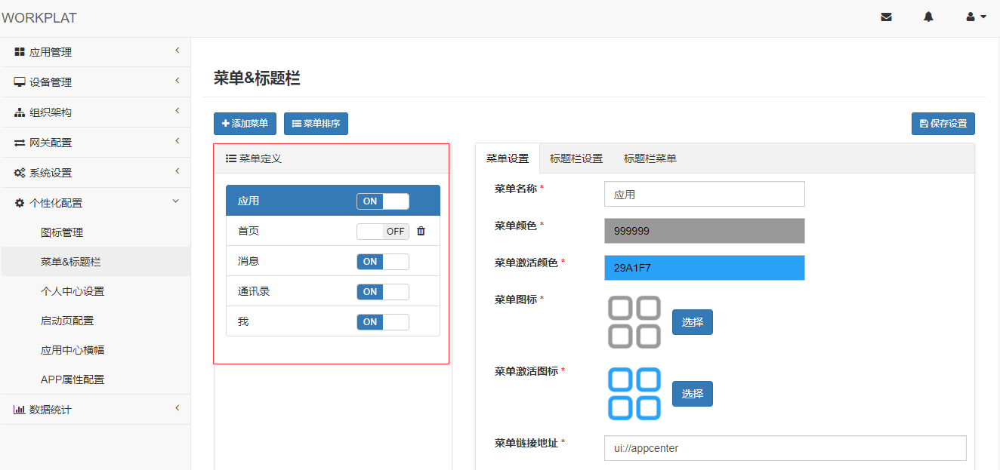 WORKPLAT
应用管理
设备管理
组织架构
网关配置
系统设置
个性化配置
图标管理
菜单&标题栏
个人中心设置
启动页配置
应用中心横幅
APP属性配置
数据统计
菜单&标题栏
添加菜单 菜单排序 保存设置
菜单定义
应用 ON
首页 OFF
消息 ON
通讯录 ON
我 ON
菜单设置 标题栏设置 标题栏菜单
菜单名称 * 应用
菜单颜色 * 999999
菜单激活颜色 * 29A1F7
菜单图标 * 选择
菜单激活图标 * 选择
菜单链接地址 * ui://appcenter